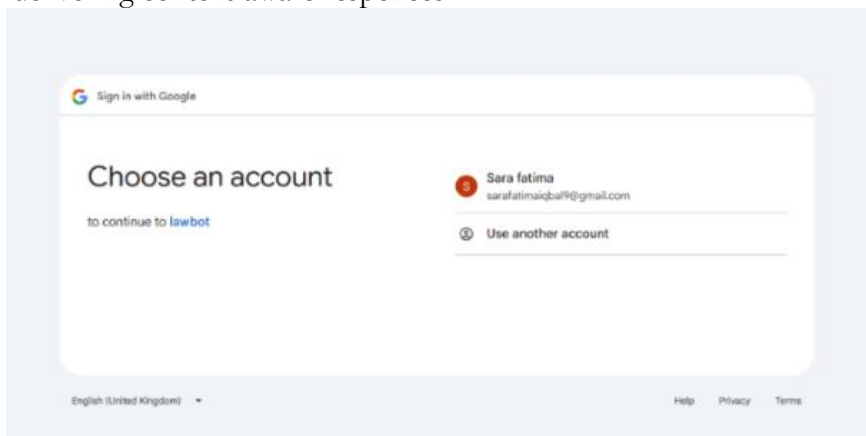 Sign in with Google
Choose an account
to continue to lawbot
Sara fatima
sarafatimaiqbal9@gmail.com
Use another account
English (United Kingdom)
Help Privacy Terms